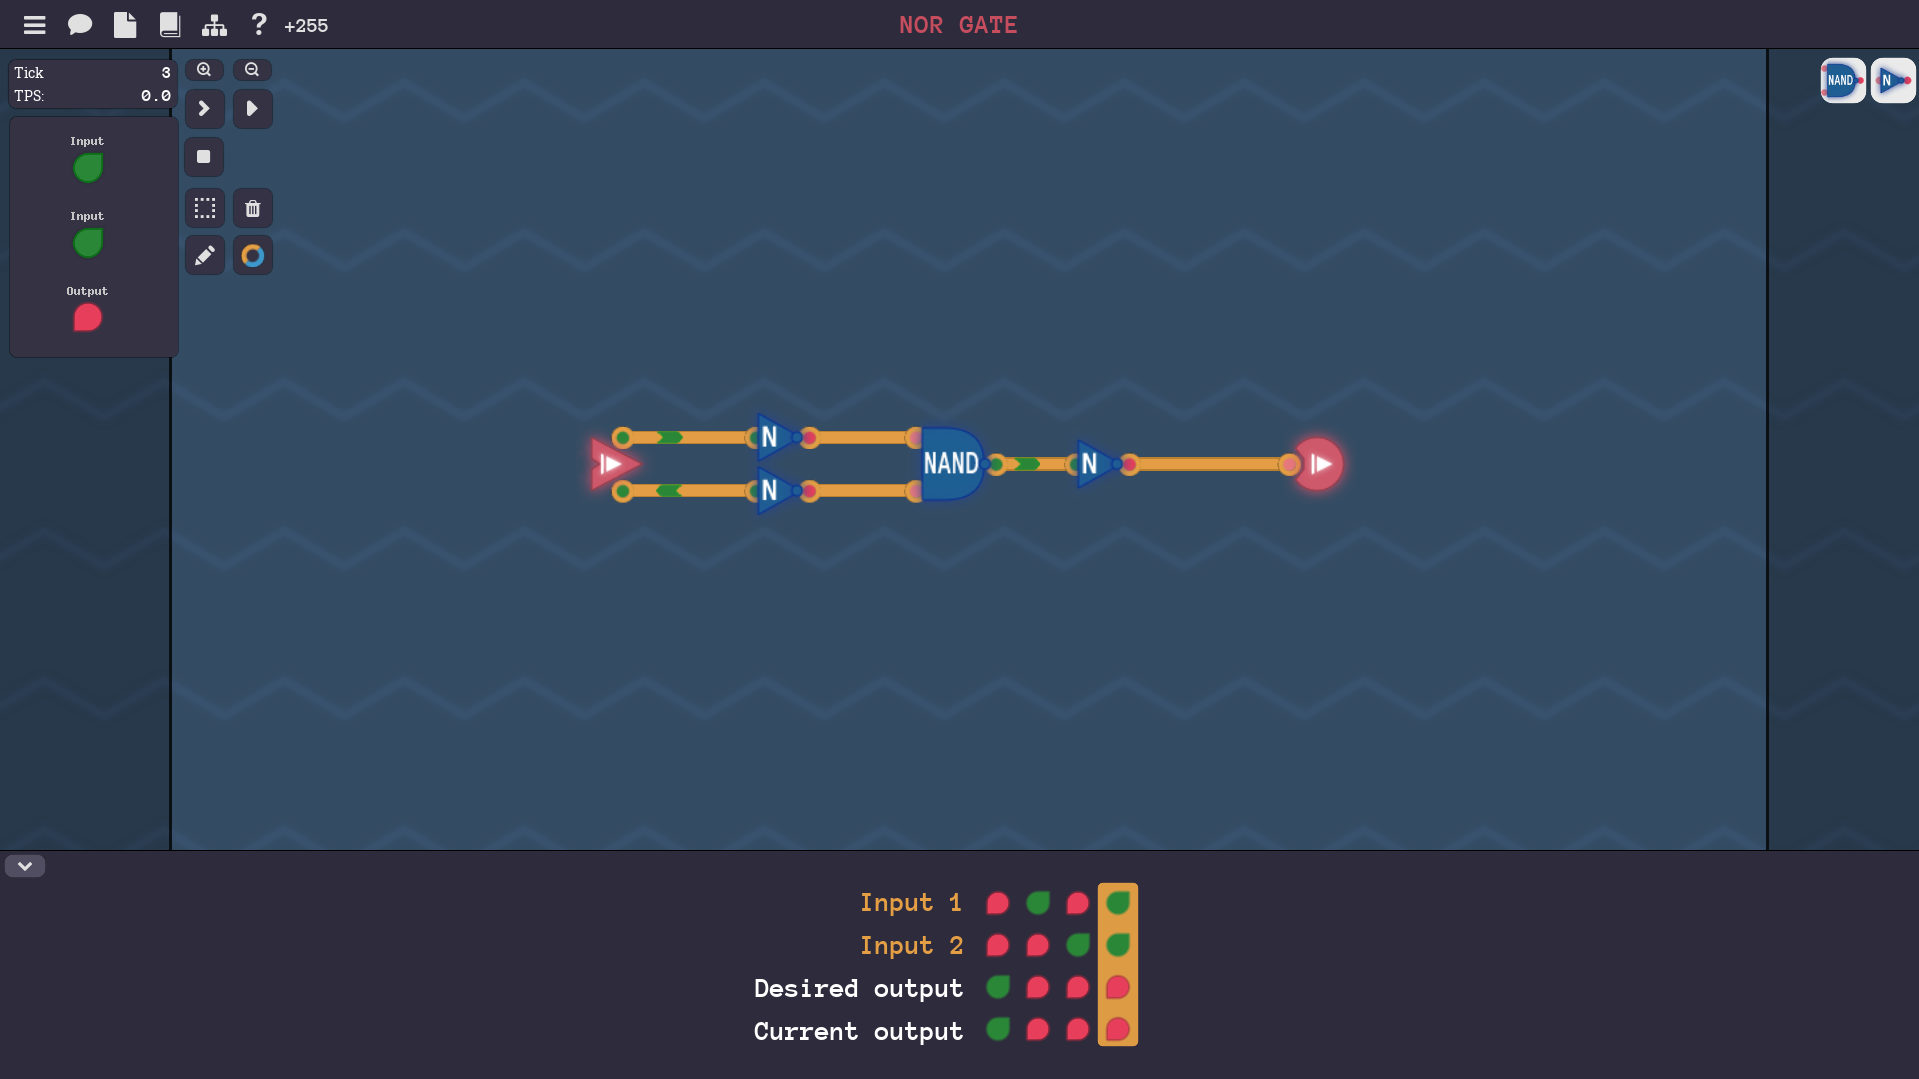 +255
NOR GATE
Tick 3
TPS: 0.0
Input
Input
Output
NAND
N
N
N
NAND
N
Input 1
Input 2
Desired output
Current output